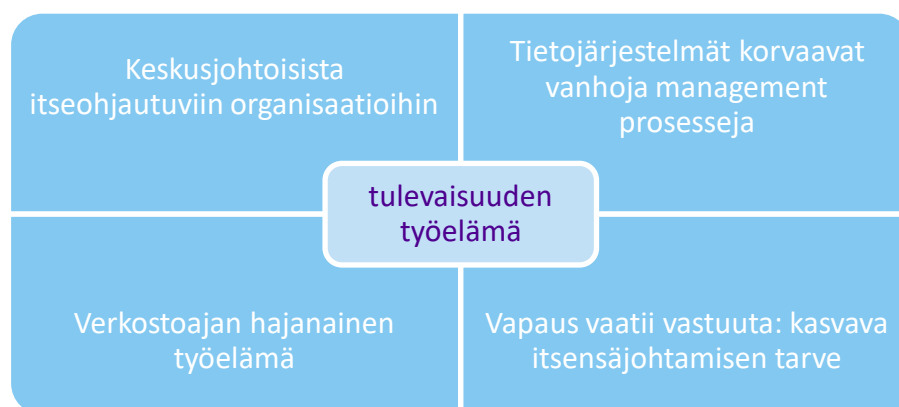 Keskusjohtoisista
itseohjautuviin organisaatioihin
Tietojärjestelmät korvaavat
vanhoja management
prosesseja
tulevaisuuden
työelämä
Verkostoajan hajanainen
työelämä
Vapaus vaatii vastuuta: kasvava
itsensäjohtamisen tarve